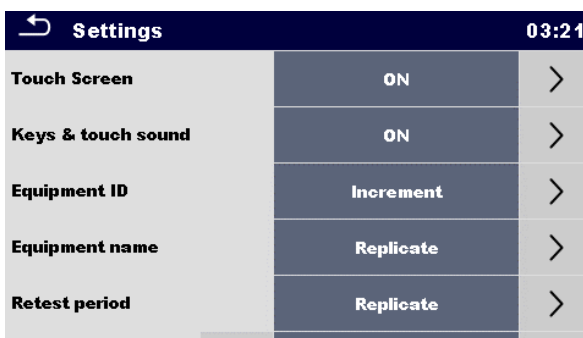 Settings 03:21
Touch Screen ON
Keys & touch sound ON
Equipment ID Increment
Equipment name Replicate
Retest period Replicate